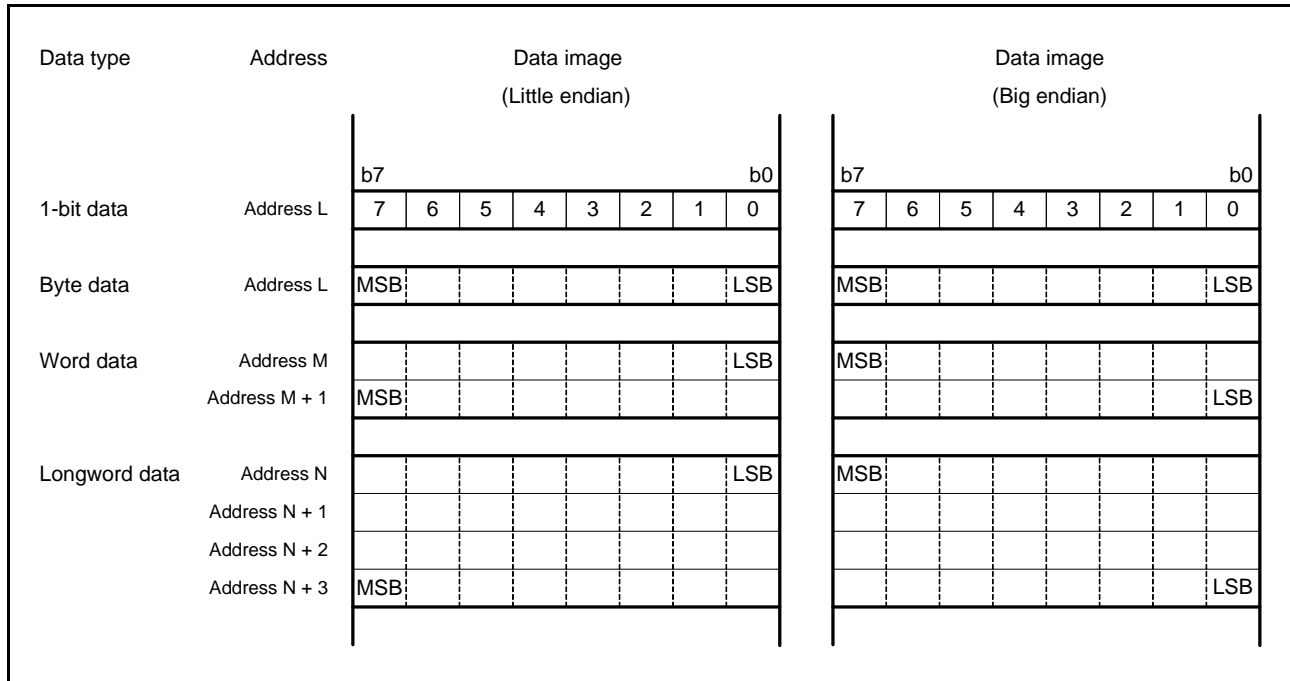 Data type Address Data image Data image
(Little endian) (Big endian)
b7 b0 b7 b0
1-bit data Address L 7 6 5 4 3 2 1 0 7 6 5 4 3 2 1 0
Byte data Address L MSB LSB MSB LSB
Word data Address M LSB MSB
Address M + 1 MSB LSB
Longword data Address N LSB MSB
Address N + 1
Address N + 2
Address N + 3 MSB LSB